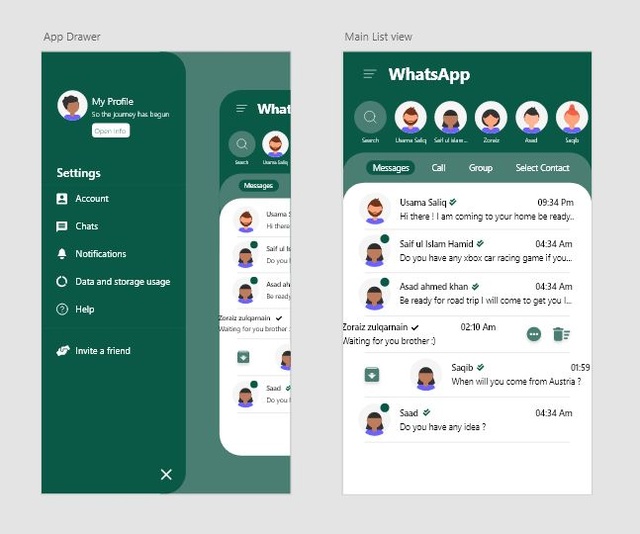 App Drawer
My Profile
So the journey has begun
Open info
Settings
Account
Chats
Notifications
Data and storage usage
Help
Invite a friend
What
Search
Usama Saliq
Messages
Usama S
Hi there
Saif ul I
Do you h
Asad ah
Be ready
Zoraiz zulqarnain
Waiting for you brother :)
Saad
Do you h
Main List view
WhatsApp
Search
Usama Saliq
Saif ul Islam...
Zoraiz
Asad
Saqib
Messages
Call
Group
Select Contact
Usama Saliq
09:34 Pm
Hi there ! I am coming to your home be ready..
Saif ul Islam Hamid
04:34 Am
Do you have any xbox car racing game if you...
Asad ahmed khan
04:34 Am
Be ready for road trip I will come to get you I...
Zoraiz zulqarnain
02:10 Am
Waiting for you brother :)
Saqib
01:59
When will you come from Austria ?
Saad
04:34 Am
Do you have any idea ?